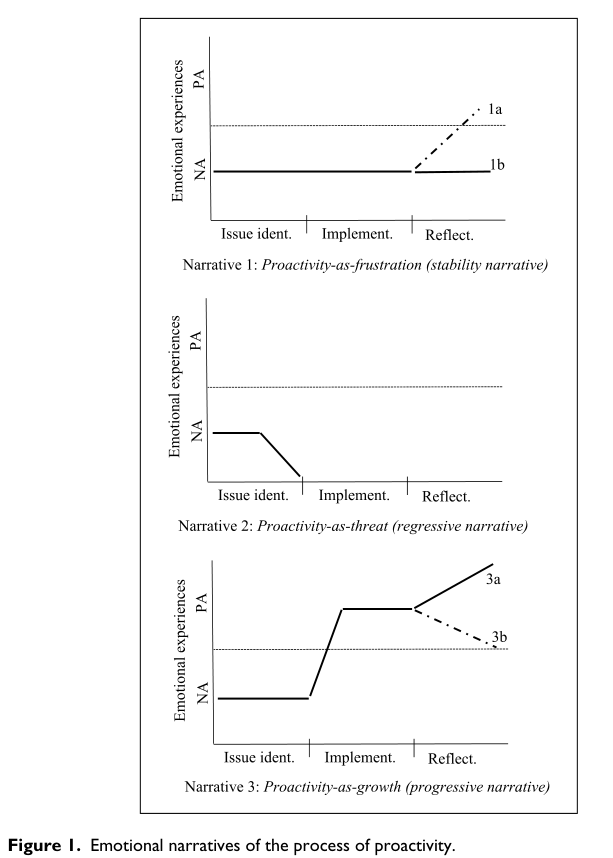 Emotional experiences
PA
NA
1a
1b
Issue ident.
Implement.
Reflect.
Narrative 1: Proactivity-as-frustration (stability narrative)
Emotional experiences
PA
NA
Issue ident.
Implement.
Reflect.
Narrative 2: Proactivity-as-threat (regressive narrative)
Emotional experiences
PA
NA
3a
3b
Issue ident.
Implement.
Reflect.
Narrative 3: Proactivity-as-growth (progressive narrative)
Figure 1. Emotional narratives of the process of proactivity.